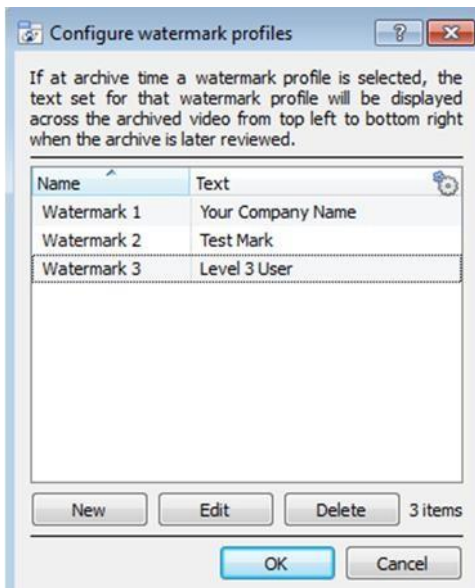 Configure watermark profiles
If at archive time a watermark profile is selected, the
text set for that watermark profile will be displayed
across the archived video from top left to bottom right
when the archive is later reviewed.
Name Text
Watermark 1 Your Company Name
Watermark 2 Test Mark
Watermark 3 Level 3 User
New Edit Delete 3 items
OK Cancel